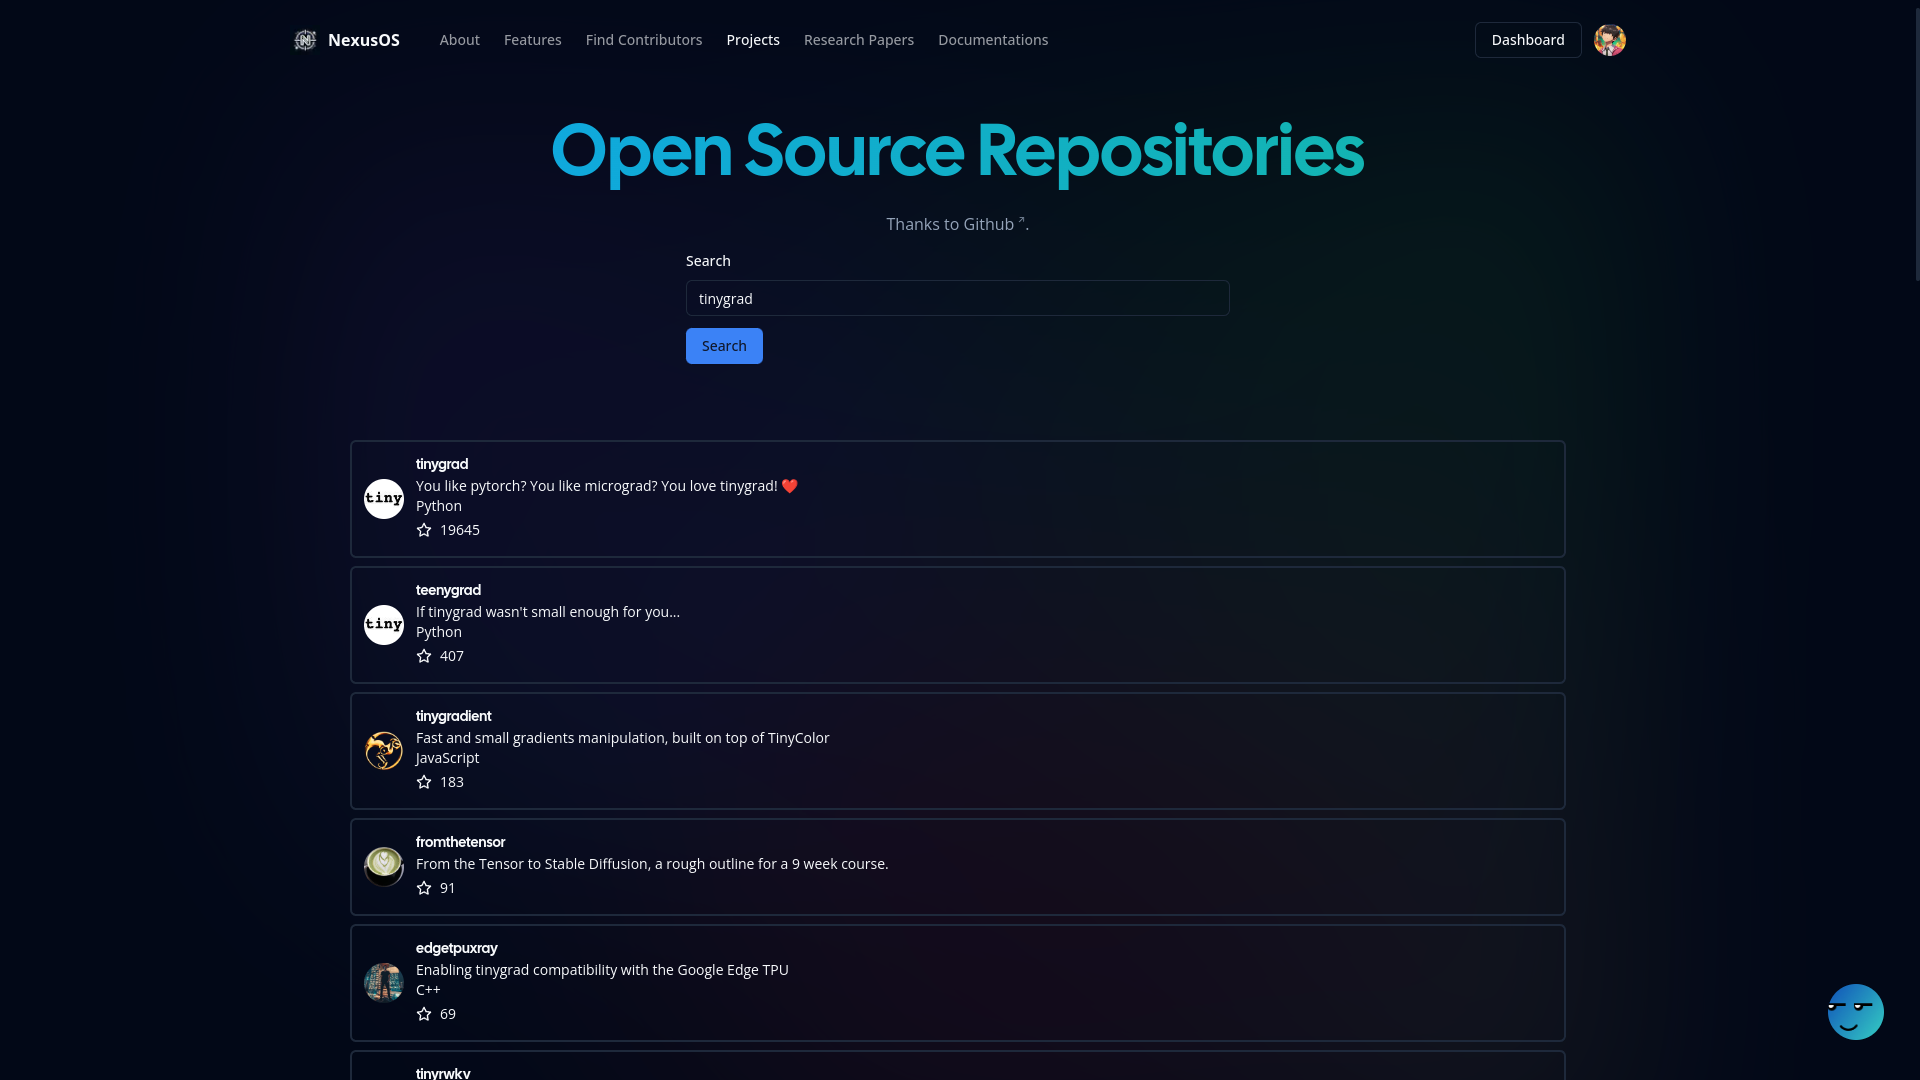 NexusOS
About
Features
Find Contributors
Projects
Research Papers
Documentations
Dashboard
Open Source Repositories
Thanks to Github ↗.
Search
tinygrad
Search
tiny
tinygrad
You like pytorch? You like micrograd? You love tinygrad! ❤️
Python
19645
tiny
teenygrad
If tinygrad wasn't small enough for you...
Python
407
tinygradient
Fast and small gradients manipulation, built on top of TinyColor
JavaScript
183
fromthetensor
From the Tensor to Stable Diffusion, a rough outline for a 9 week course.
91
edgetpuxray
Enabling tinygrad compatibility with the Google Edge TPU
C++
69
tinyrwkv